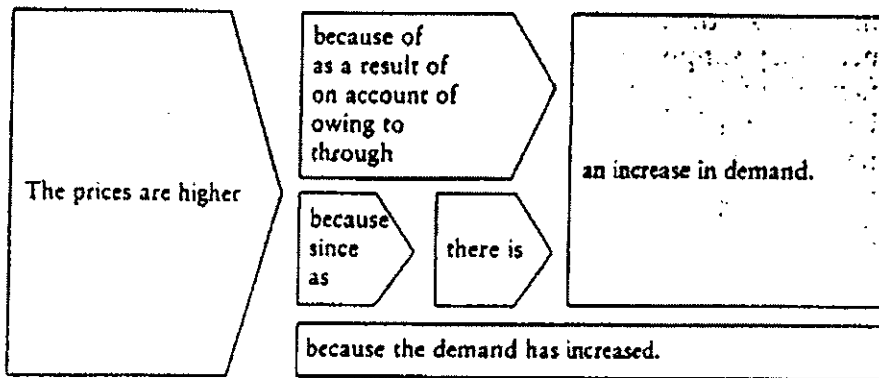 The prices are higher
because of
as a result of
on account of
owing to
through
because
since
as
there is
an increase in demand.
because the demand has increased.